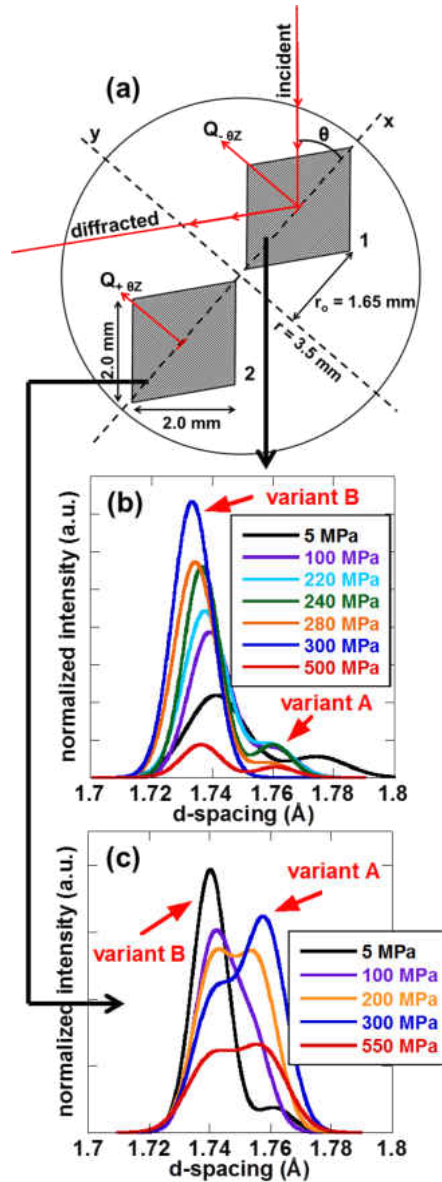 (a)
incident
y
x
Q- θZ
θ
diffracted
1
Q+ θZ
rₒ = 1.65 mm
r = 3.5 mm
2.0 mm
2
2.0 mm
(b)
variant B
5 MPa
100 MPa
220 MPa
240 MPa
280 MPa
300 MPa
500 MPa
variant A
normalized intensity (a.u.)
1.7 1.72 1.74 1.76 1.78 1.8
d-spacing (Å)
(c)
variant A
variant B
5 MPa
100 MPa
200 MPa
300 MPa
550 MPa
normalized intensity (a.u.)
1.7 1.72 1.74 1.76 1.78 1.8
d-spacing (Å)